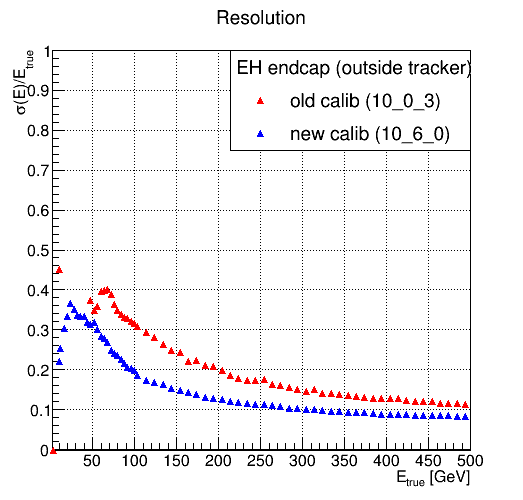 Resolution
σ(E)/E_true
EH endcap (outside tracker)
old calib (10_0_3)
new calib (10_6_0)
1
0.9
0.8
0.7
0.6
0.5
0.4
0.3
0.2
0.1
0
50 100 150 200 250 300 350 400 450 500
E_true [GeV]